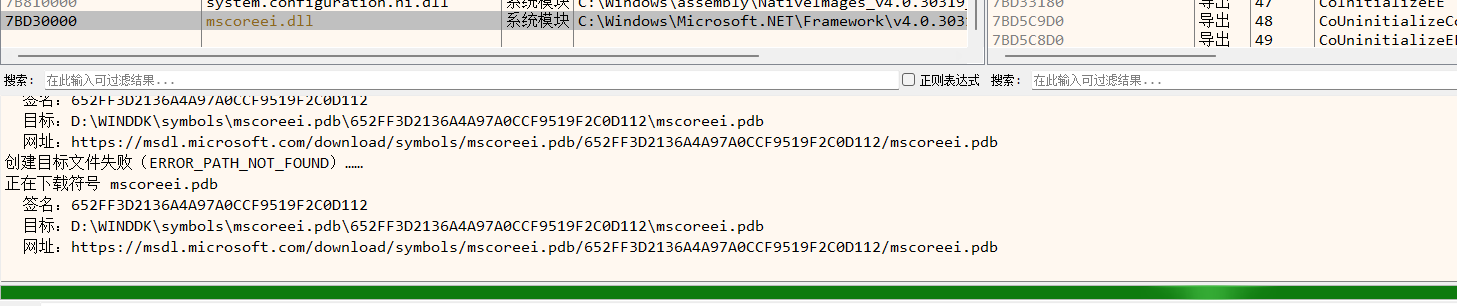 7B810000 system.configuration.ni.dll 系统模块 C:\Windows\assembly\NativeImages_v4.0.30319_
7BD30000 mscoreei.dll 系统模块 C:\Windows\Microsoft.NET\Framework\v4.0.303
7BD33180 导出 47 CoInitializeEE
7BD5C9D0 导出 48 CoUninitializeCo
7BD5C8D0 导出 49 CoUninitializeEE
搜索: 在此输入可过滤结果... 正则表达式 搜索: 在此输入可过滤结果...
签名：652FF3D2136A4A97A0CCF9519F2C0D112
目标：D:\WINDDK\symbols\mscoreei.pdb\652FF3D2136A4A97A0CCF9519F2C0D112\mscoreei.pdb
网址：https://msdl.microsoft.com/download/symbols/mscoreei.pdb/652FF3D2136A4A97A0CCF9519F2C0D112/mscoreei.pdb
创建目标文件失败（ERROR_PATH_NOT_FOUND）……
正在下载符号 mscoreei.pdb
签名：652FF3D2136A4A97A0CCF9519F2C0D112
目标：D:\WINDDK\symbols\mscoreei.pdb\652FF3D2136A4A97A0CCF9519F2C0D112\mscoreei.pdb
网址：https://msdl.microsoft.com/download/symbols/mscoreei.pdb/652FF3D2136A4A97A0CCF9519F2C0D112/mscoreei.pdb